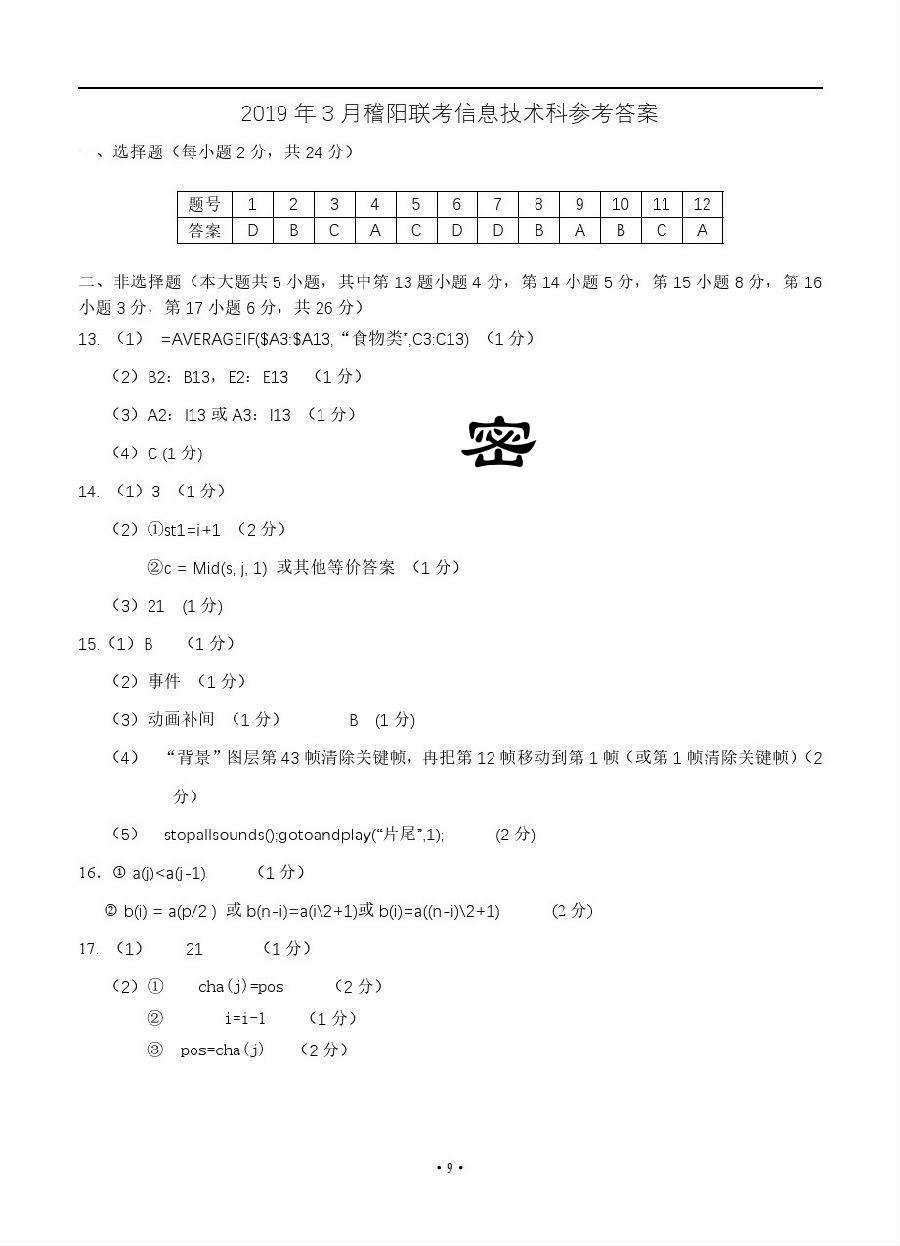 2019 年 3 月稽阳联考信息技术科参考答案
一、选择题（每小题 2 分，共 24 分）
题号 1 2 3 4 5 6 7 8 9 10 11 12
答案 D B C A C D D B A B C A
二、非选择题（本大题共 5 小题，其中第 13 题小题 4 分，第 14 小题 5 分，第 15 小题 8 分，第 16
小题 3 分，第 17 小题 6 分，共 26 分）
13. （1） =AVERAGEIF($A3:$A13,“食物类”,C3:C13) （1 分）
（2）B2：B13，E2：E13 （1 分）
（3）A2：I13 或 A3：I13 （1 分）
密
（4）C (1 分)
14. （1）3 （1 分）
（2）①st1=i+1 （2 分）
②c = Mid(s, j, 1) 或其他等价答案 （1 分）
（3）21 (1 分)
15.（1）B （1 分）
（2）事件 （1 分）
（3）动画补间 （1 分） B (1 分)
（4） “背景”图层第 43 帧清除关键帧，再把第 12 帧移动到第 1 帧（或第 1 帧清除关键帧）（2
分）
（5） stopallsounds();gotoandplay(“片尾”,1); (2 分)
16. ① a(j)<a(j-1) （1 分）
② b(i) = a(p/2 ) 或 b(n-i)=a(i\2+1)或 b(i)=a((n-i)\2+1) （2 分）
17. （1） 21 （1 分）
（2）① cha(j)=pos （2 分）
② i=i-1 （1 分）
③ pos=cha(j) （2 分）
• 9 •